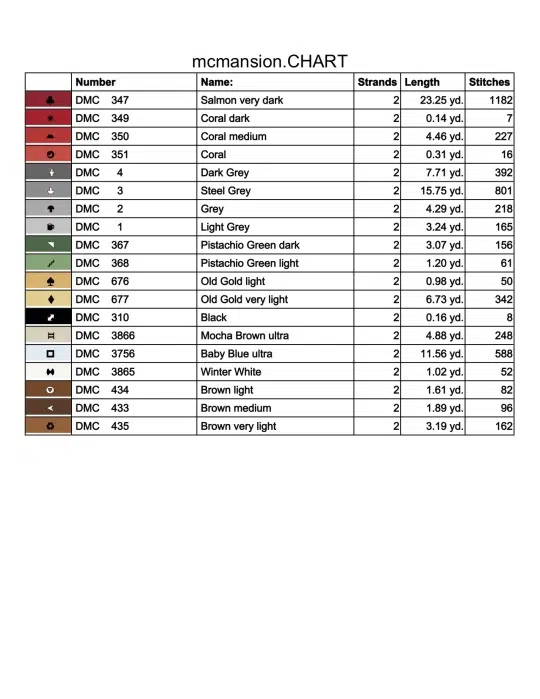 mcmansion.CHART
Number Name: Strands Length Stitches
DMC 347 Salmon very dark 2 23.25 yd. 1182
DMC 349 Coral dark 2 0.14 yd. 7
DMC 350 Coral medium 2 4.46 yd. 227
DMC 351 Coral 2 0.31 yd. 16
DMC 4 Dark Grey 2 7.71 yd. 392
DMC 3 Steel Grey 2 15.75 yd. 801
DMC 2 Grey 2 4.29 yd. 218
DMC 1 Light Grey 2 3.24 yd. 165
DMC 367 Pistachio Green dark 2 3.07 yd. 156
DMC 368 Pistachio Green light 2 1.20 yd. 61
DMC 676 Old Gold light 2 0.98 yd. 50
DMC 677 Old Gold very light 2 6.73 yd. 342
DMC 310 Black 2 0.16 yd. 8
DMC 3866 Mocha Brown ultra 2 4.88 yd. 248
DMC 3756 Baby Blue ultra 2 11.56 yd. 588
DMC 3865 Winter White 2 1.02 yd. 52
DMC 434 Brown light 2 1.61 yd. 82
DMC 433 Brown medium 2 1.89 yd. 96
DMC 435 Brown very light 2 3.19 yd. 162